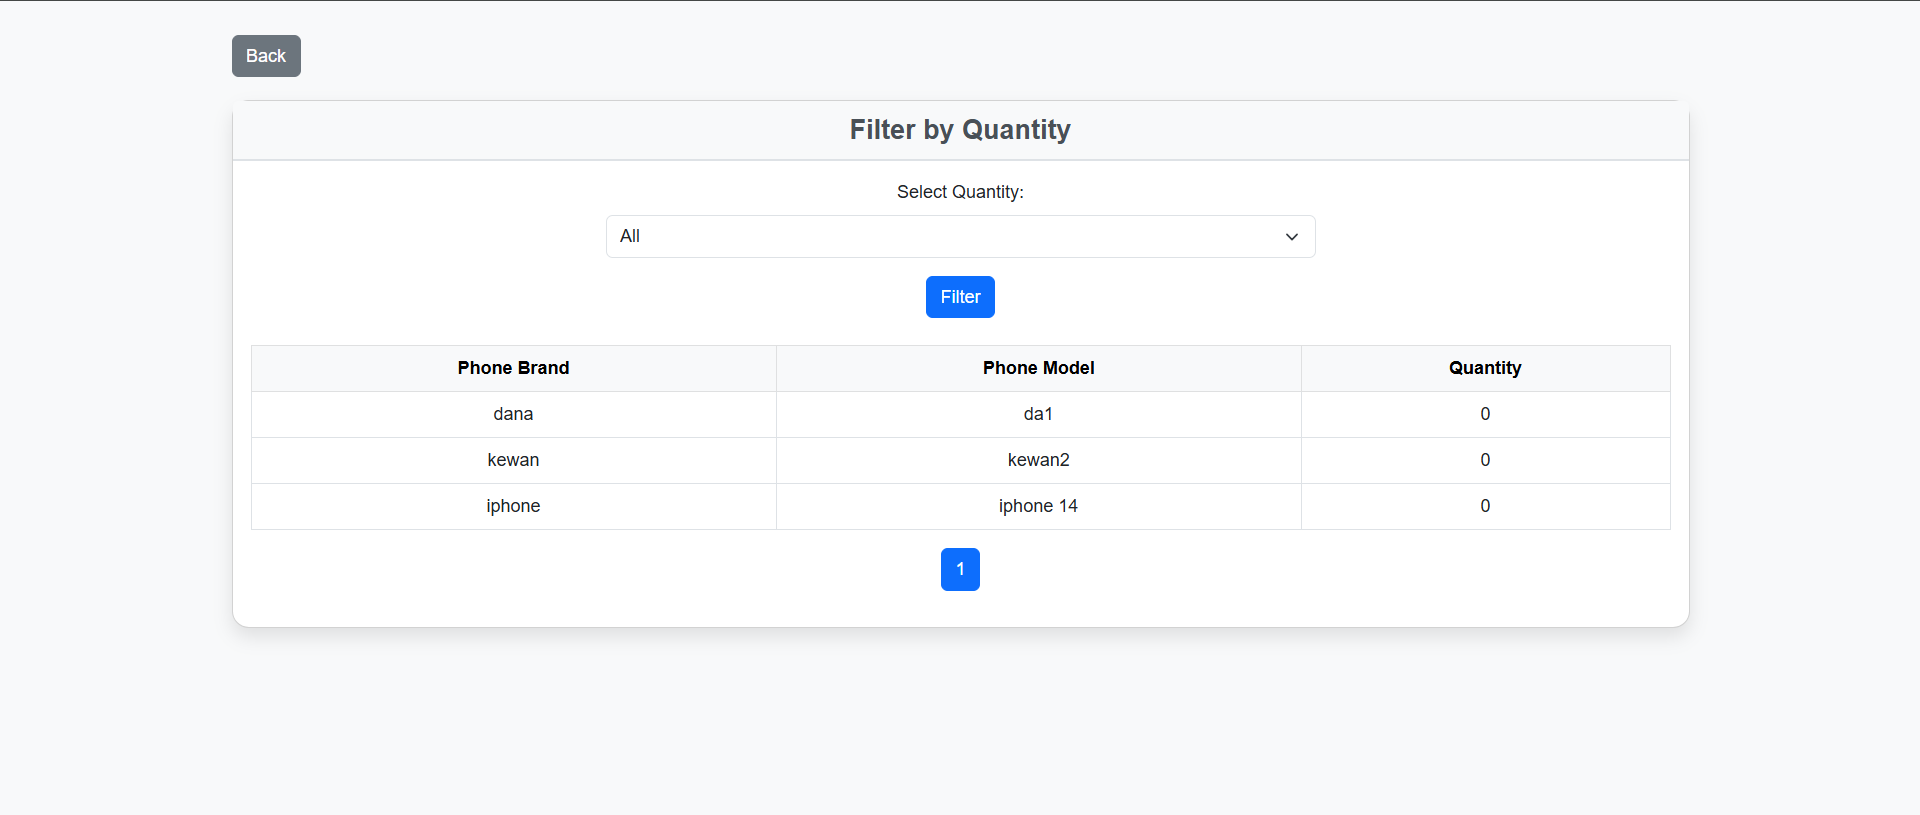 Back
Filter by Quantity
Select Quantity:
All
Filter
Phone Brand Phone Model Quantity
dana da1 0
kewan kewan2 0
iphone iphone 14 0
1